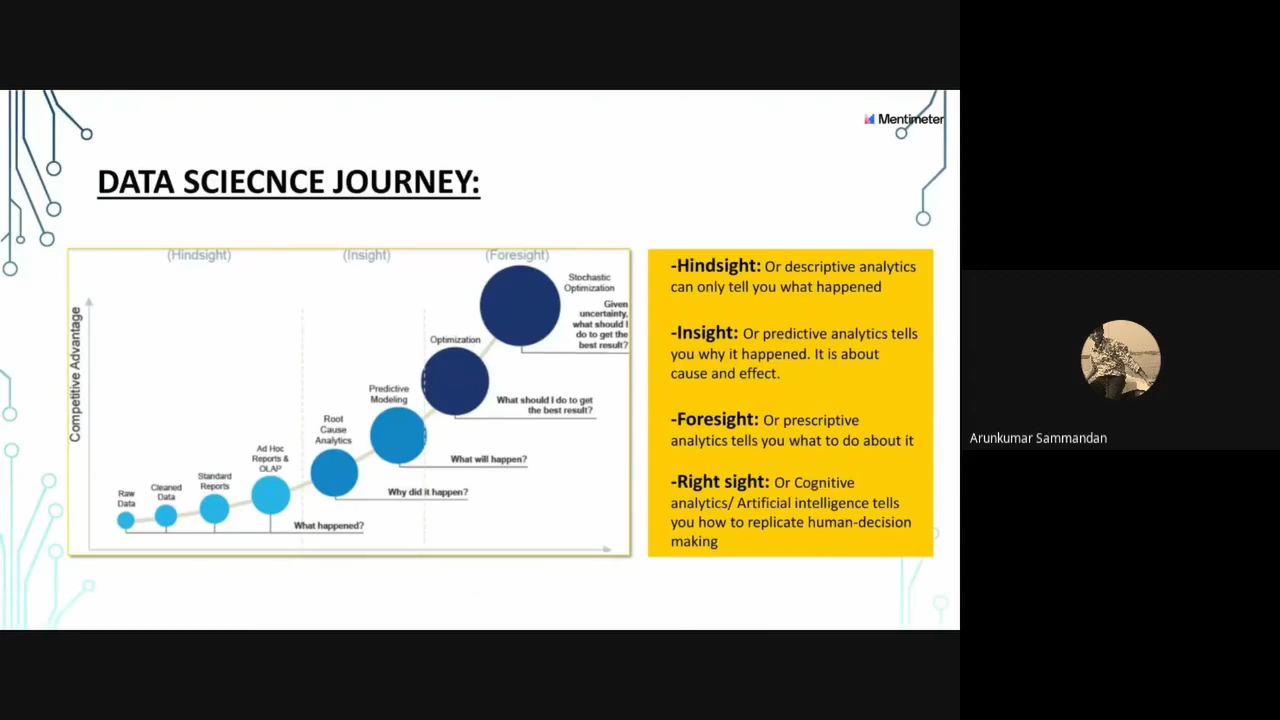 Mentimeter
DATA SCIECNCE JOURNEY:
(Hindsight)
(Insight)
(Foresight)
Competitive Advantage
Raw
Data
Cleaned
Data
Standard
Reports
Ad Hoc
Reports &
OLAP
What happened?
Root
Cause
Analytics
Why did it happen?
Predictive
Modeling
What will happen?
Optimization
What should I do to get
the best result?
Stochastic
Optimization
Given
uncertainty,
what should I
do to get the
best result?
-Hindsight: Or descriptive analytics
can only tell you what happened
-Insight: Or predictive analytics tells
you why it happened. It is about
cause and effect.
-Foresight: Or prescriptive
analytics tells you what to do about it
-Right sight: Or Cognitive
analytics/ Artificial intelligence tells
you how to replicate human-decision
making
Arunkumar Sammandan